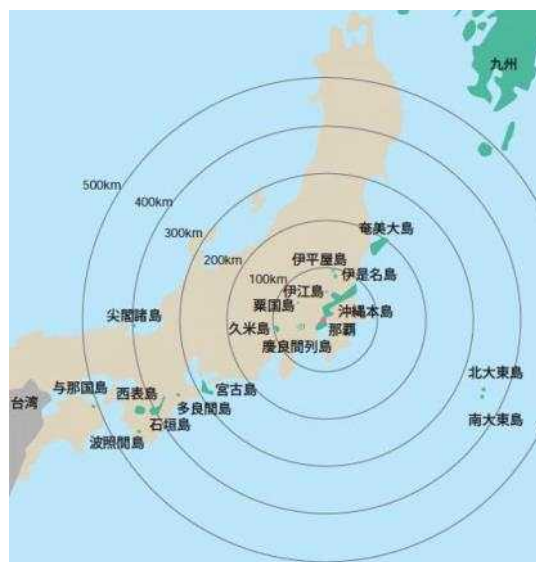 九州
500km
400km
300km
奄美大島
200km
伊平屋島
100km
伊是名島
伊江島
粟国島
沖縄本島
尖閣諸島
久米島
那覇
慶良間列島
北大東島
与那国島
西表島
宮古島
台湾
多良間島
南大東島
石垣島
波照間島